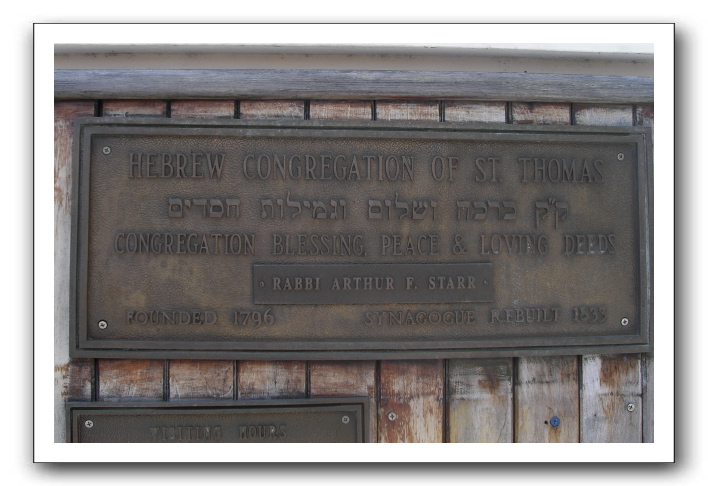 HEBREW CONGREGATION OF ST. THOMAS
ק"ק ברכה ושלום וגמילות חסדים
CONGREGATION BLESSING, PEACE & LOVING DEEDS
· RABBI ARTHUR F. STARR ·
FOUNDED 1796 SYNAGOGUE REBUILT 1833
VISITING HOURS